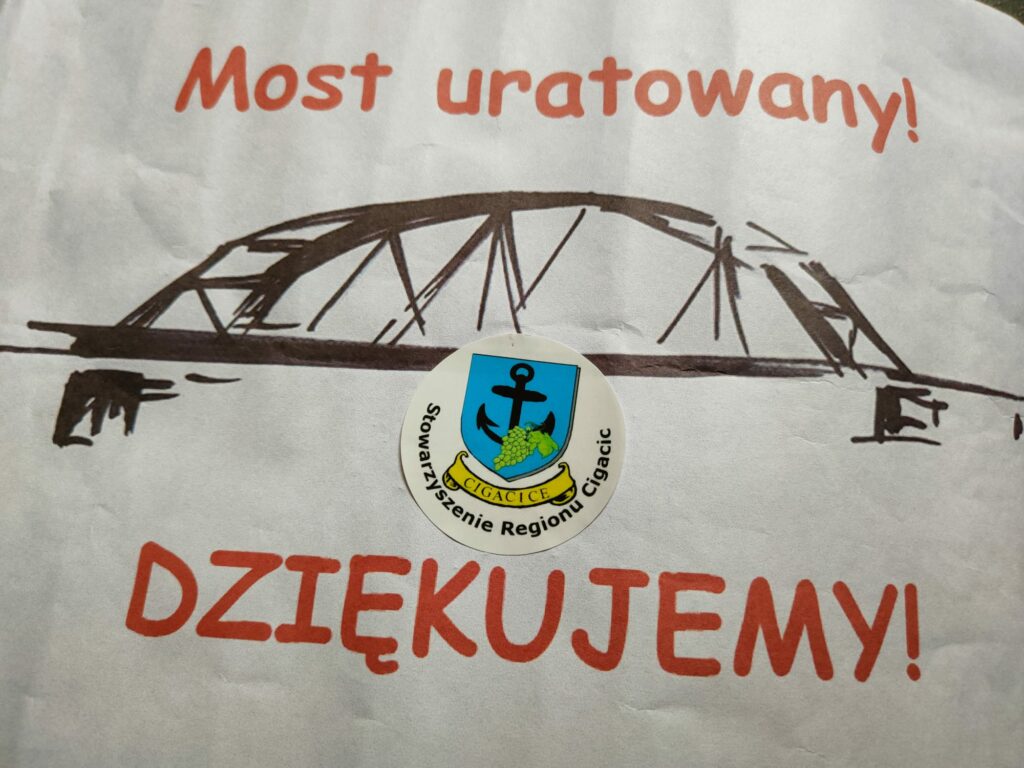 Most uratowany!
CIGACICE
Stowarzyszenie Regionu Cigacic
DZIĘKUJEMY!